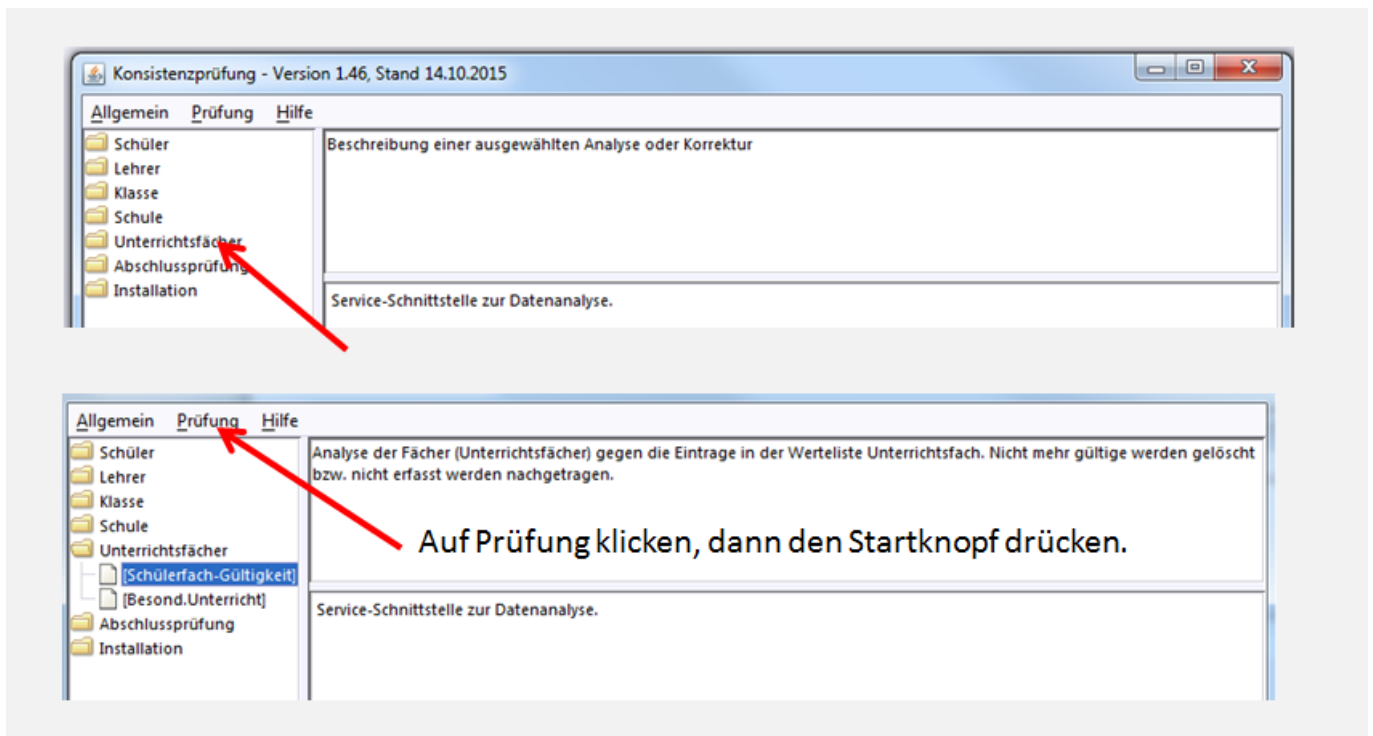 Konsistenzprüfung - Version 1.46, Stand 14.10.2015
Allgemein Prüfung Hilfe
Schüler
Lehrer
Klasse
Schule
Unterrichtsfächer
Abschlussprüfung
Installation
Beschreibung einer ausgewählten Analyse oder Korrektur
Service-Schnittstelle zur Datenanalyse.
Allgemein Prüfung Hilfe
Schüler
Lehrer
Klasse
Schule
Unterrichtsfächer
[Schülerfach-Gültigkeit]
[Besond.Unterricht]
Abschlussprüfung
Installation
Analyse der Fächer (Unterrichtsfächer) gegen die Eintrage in der Werteliste Unterrichtsfach. Nicht mehr gültige werden gelöscht
bzw. nicht erfasst werden nachgetragen.
Auf Prüfung klicken, dann den Startknopf drücken.
Service-Schnittstelle zur Datenanalyse.